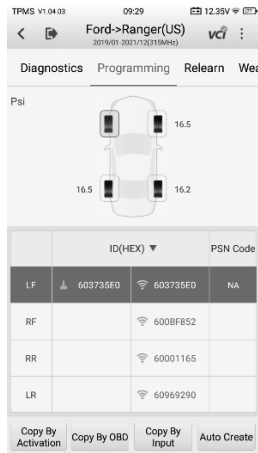 TPMS V1.04.03 09:29 12.35V
Ford->Ranger(US) vci
2019/01-2021/12(315MHz)
Diagnostics Programming Relearn Wea
Psi
16.5
16.5 16.2
ID(HEX) ▼ PSN Code
LF 603735E0 603735E0 NA
RF 600BF852
RR 60001165
LR 60969290
Copy By Activation
Copy By OBD
Copy By Input
Auto Create